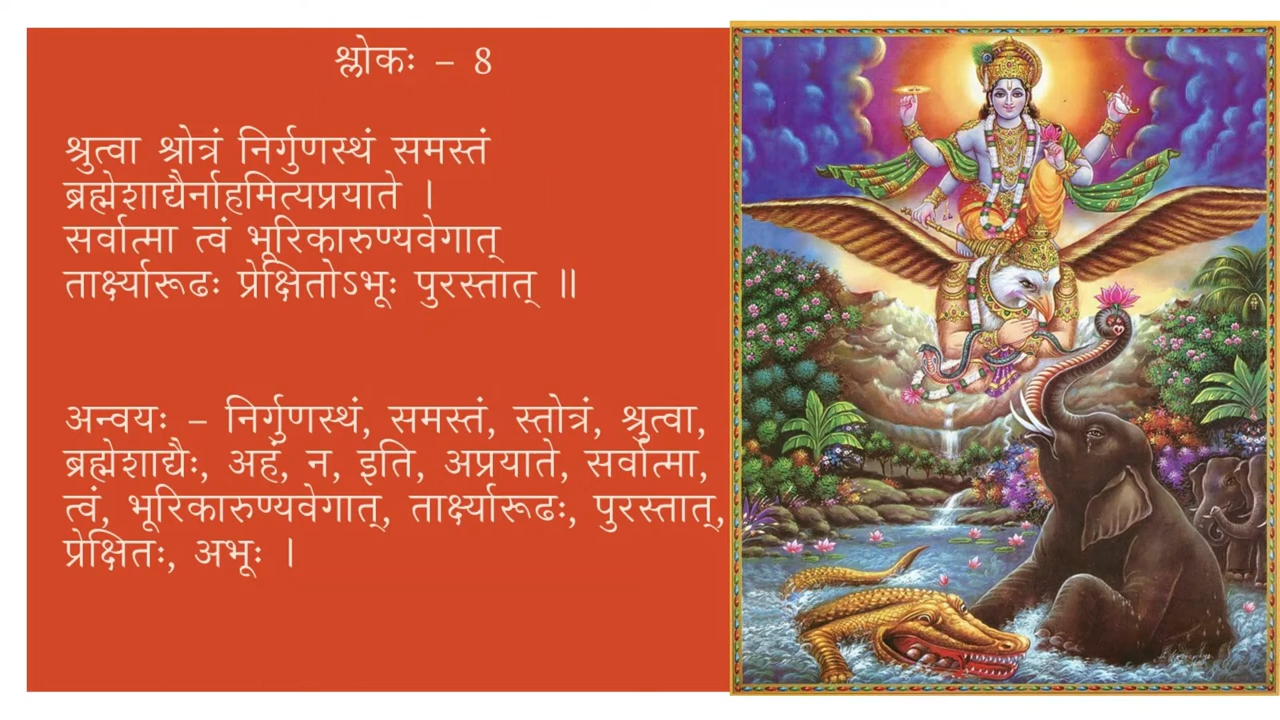 श्लोकः – 8
श्रुत्वा श्रोत्रं निर्गुणस्थं समस्तं
ब्रह्मेशाद्यैर्नाहमित्यप्रयाते ।
सर्वात्मा त्वं भूरिकारुण्यवेगात्
तार्क्ष्यारूढः प्रेक्षितोऽभूः पुरस्तात् ॥
अन्वयः – निर्गुणस्थं, समस्तं, स्तोत्रं, श्रुत्वा,
ब्रह्मेशाद्यैः, अहं, न, इति, अप्रयाते, सर्वात्मा,
त्वं, भूरिकारुण्यवेगात्, तार्क्ष्यारूढः, पुरस्तात्,
प्रेक्षितः, अभूः ।